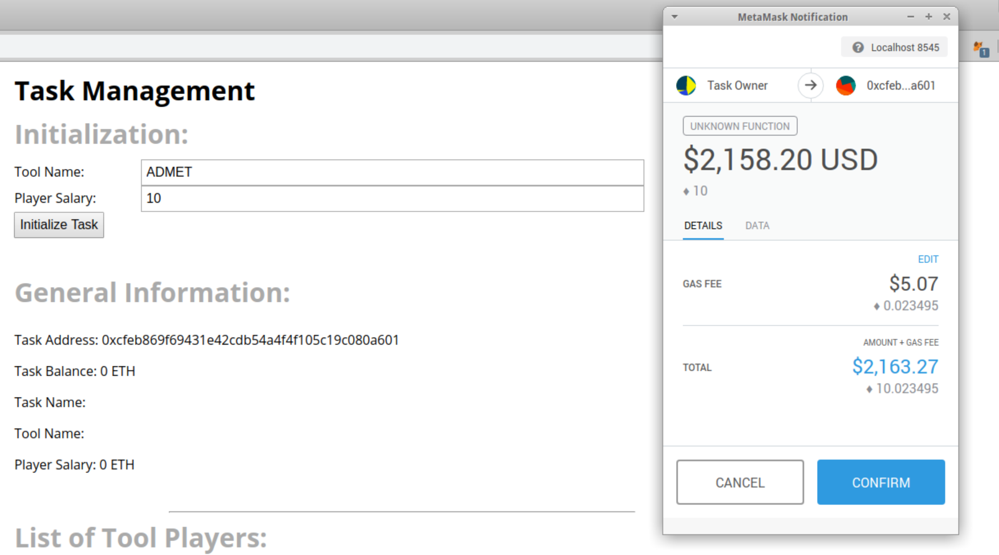 Task Management
Initialization:
Tool Name: ADMET
Player Salary: 10
Initialize Task
General Information:
Task Address: 0xcfeb869f69431e42cdb54a4f4f105c19c080a601
Task Balance: 0 ETH
Task Name:
Tool Name:
Player Salary: 0 ETH
List of Tool Players:
MetaMask Notification
Localhost 8545
1
Task Owner 0xcfeb...a601
UNKNOWN FUNCTION
$2,158.20 USD
♦ 10
DETAILS DATA
EDIT
GAS FEE $5.07
♦ 0.023495
AMOUNT + GAS FEE
TOTAL $2,163.27
♦ 10.023495
CANCEL CONFIRM